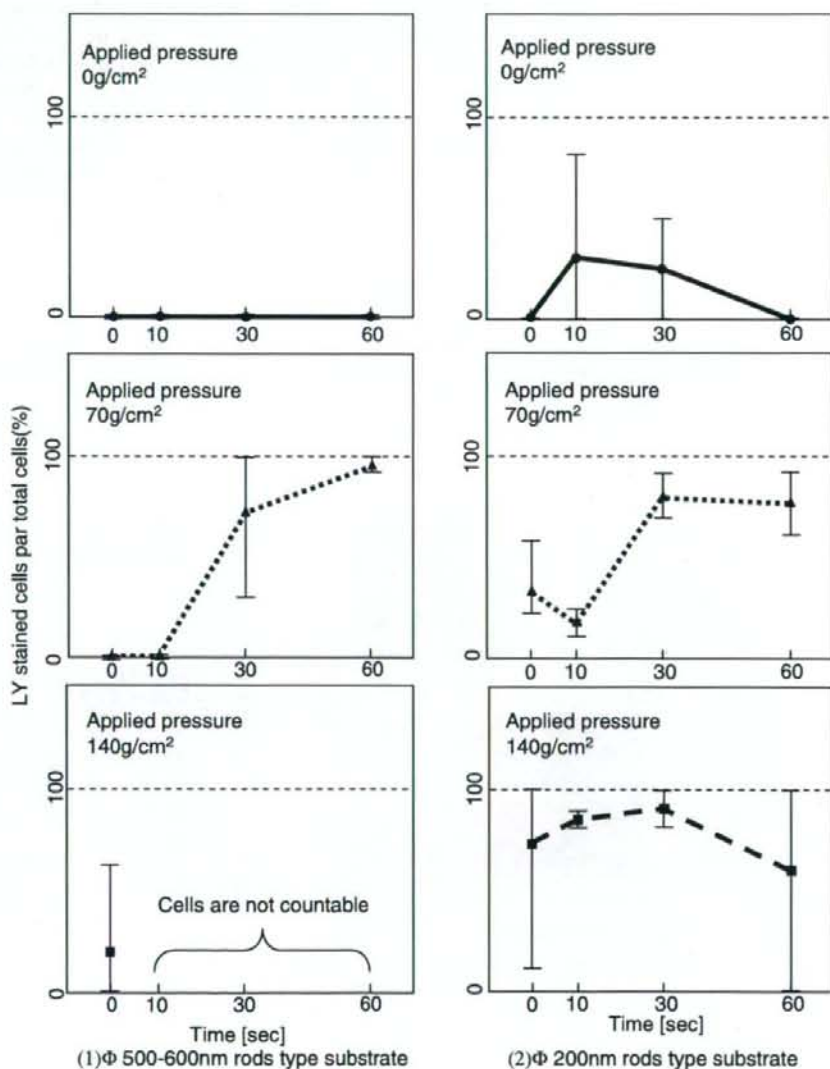 Applied pressure
0g/cm²
100
0
0 10 30 60
Applied pressure
0g/cm²
100
0
0 10 30 60
LY stained cells par total cells(%)
Applied pressure
70g/cm²
100
0
0 10 30 60
Applied pressure
70g/cm²
100
0
0 10 30 60
Applied pressure
140g/cm²
100
Cells are not countable
0
0 10 30 60
Time [sec]
(1)Φ 500-600nm rods type substrate
Applied pressure
140g/cm²
100
0
0 10 30 60
Time [sec]
(2)Φ 200nm rods type substrate